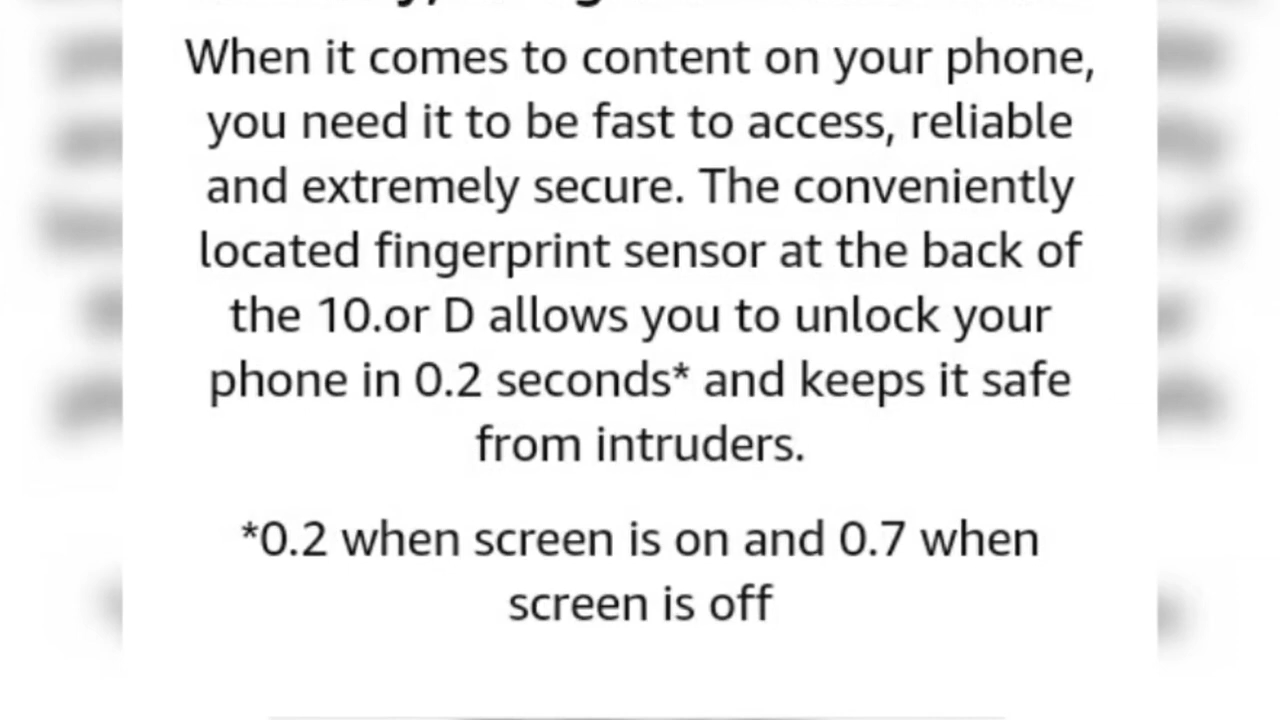 When it comes to content on your phone,
you need it to be fast to access, reliable
and extremely secure. The conveniently
located fingerprint sensor at the back of
the 10.or D allows you to unlock your
phone in 0.2 seconds* and keeps it safe
from intruders.
*0.2 when screen is on and 0.7 when
screen is off